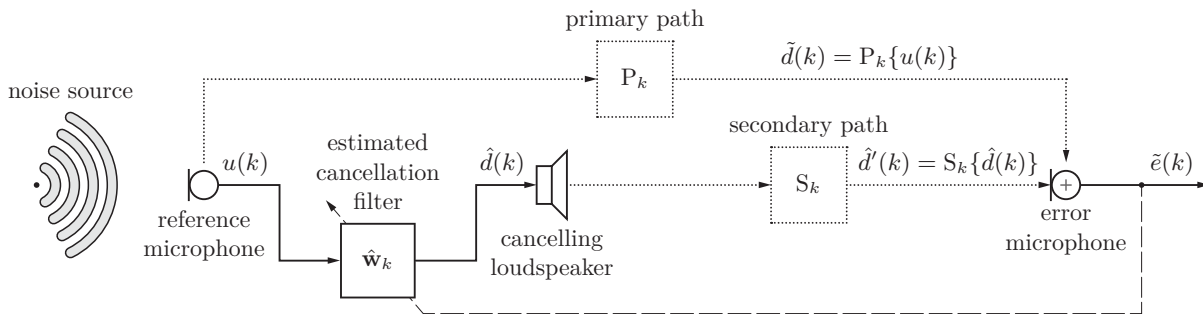 primary path
P_k
d̃(k) = P_k{u(k)}
noise source
secondary path
estimated
cancellation
filter
u(k)
d̂(k)
d̂′(k) = S_k{d̂(k)}
ẽ(k)
S_k
+
reference
microphone
error
microphone
cancelling
loudspeaker
ŵ_k